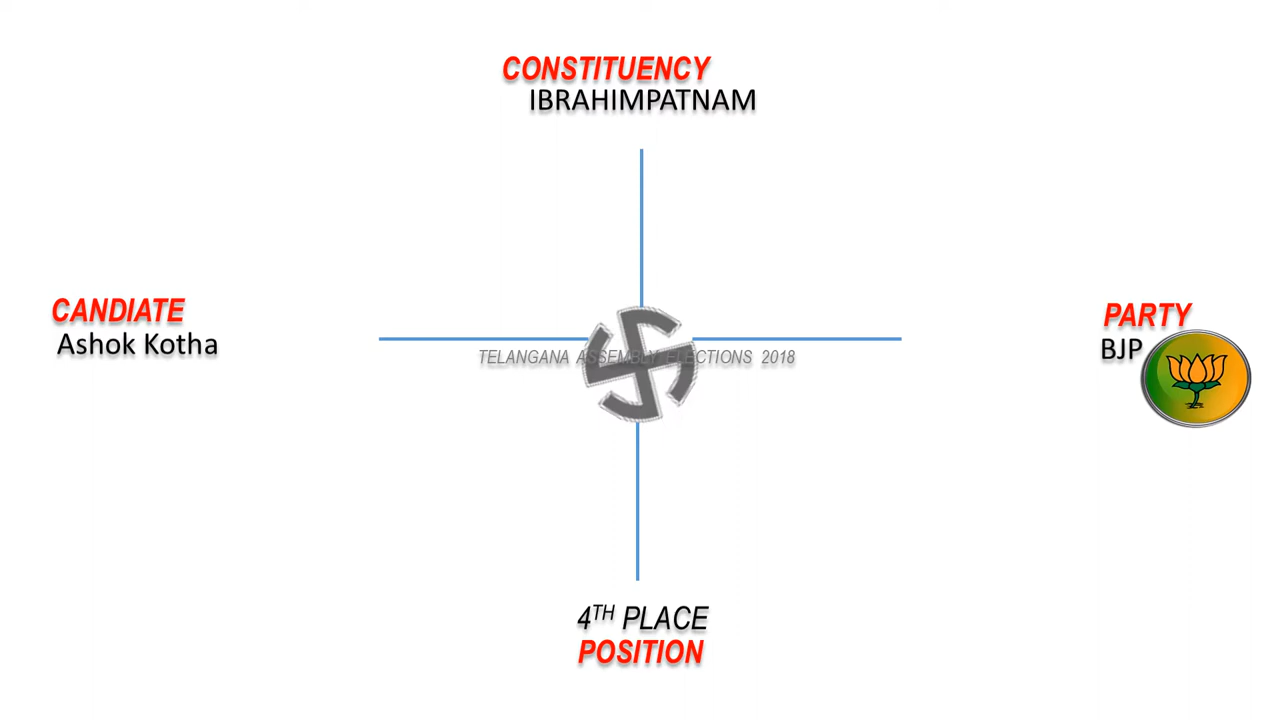 CONSTITUENCY
IBRAHIMPATNAM
CANDIATE
Ashok Kotha
PARTY
BJP
TELANGANA ASSEMBLY ELECTIONS 2018
4TH PLACE
POSITION